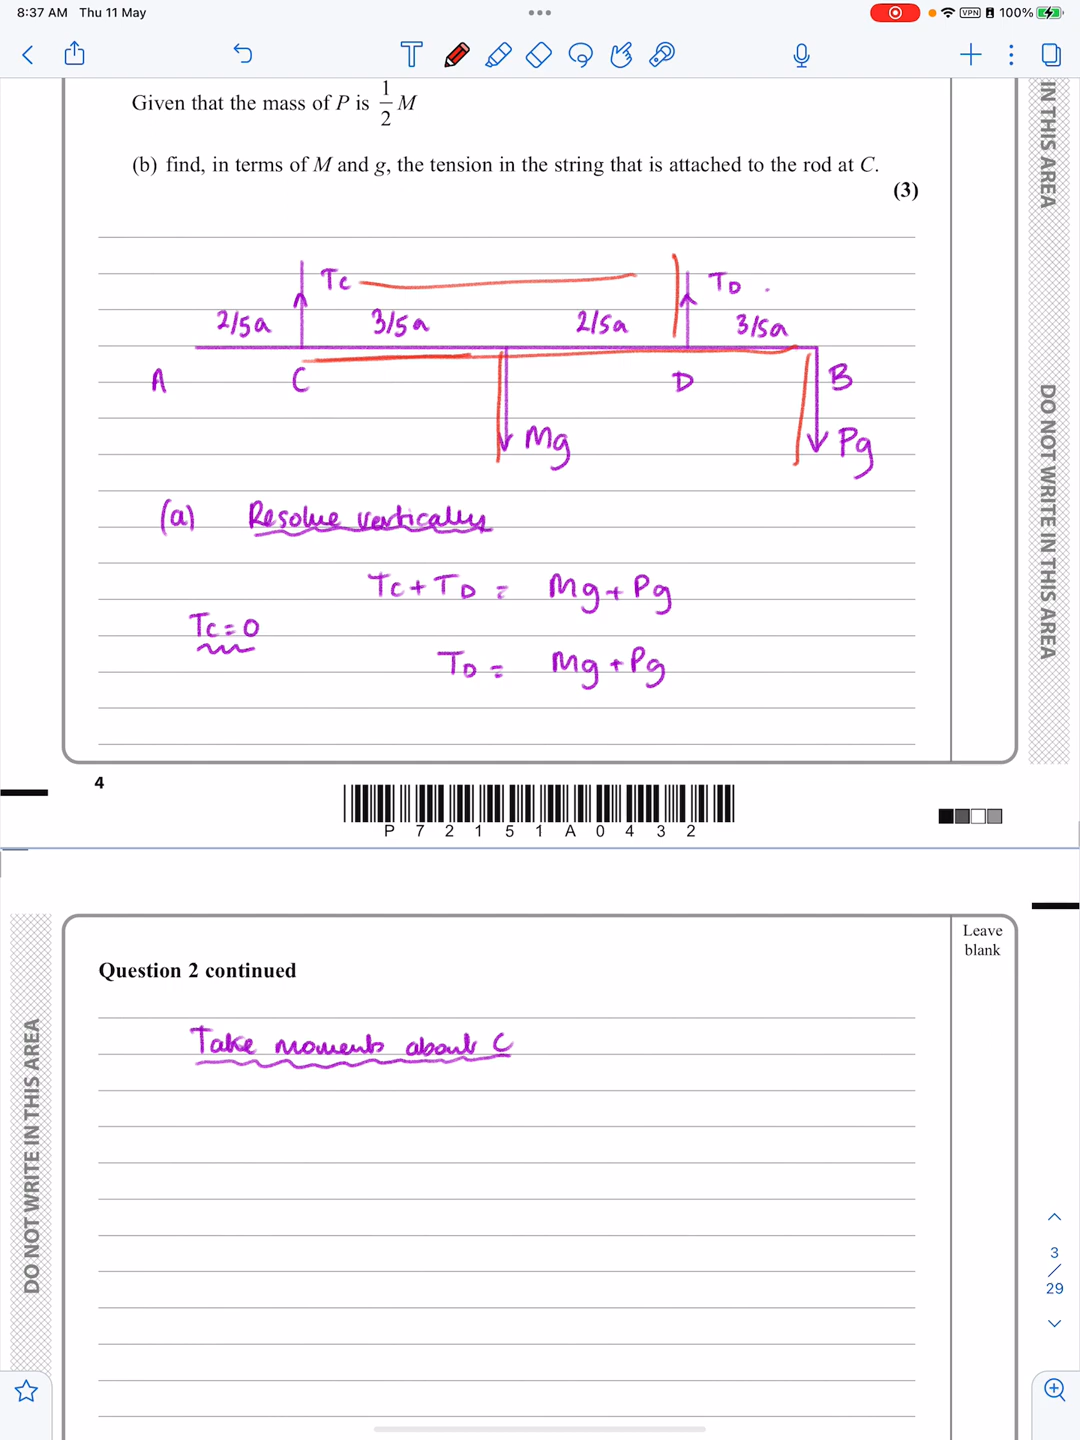 8:37 AM Thu 11 May
VPN 100%
Given that the mass of P is 1/2 M
(b) find, in terms of M and g, the tension in the string that is attached to the rod at C.
(3)
Tc TD
2/5a 3/5a 2/5a 3/5a
A C D B
Mg Pg
(a) Resolve vertically
Tc + TD = Mg + Pg
Tc = 0
TD = Mg + Pg
IN THIS AREA
DO NOT WRITE IN THIS AREA
4
P 7 2 1 5 1 A 0 4 3 2
Leave
blank
Question 2 continued
Take moments about C
DO NOT WRITE IN THIS AREA
3
/
29